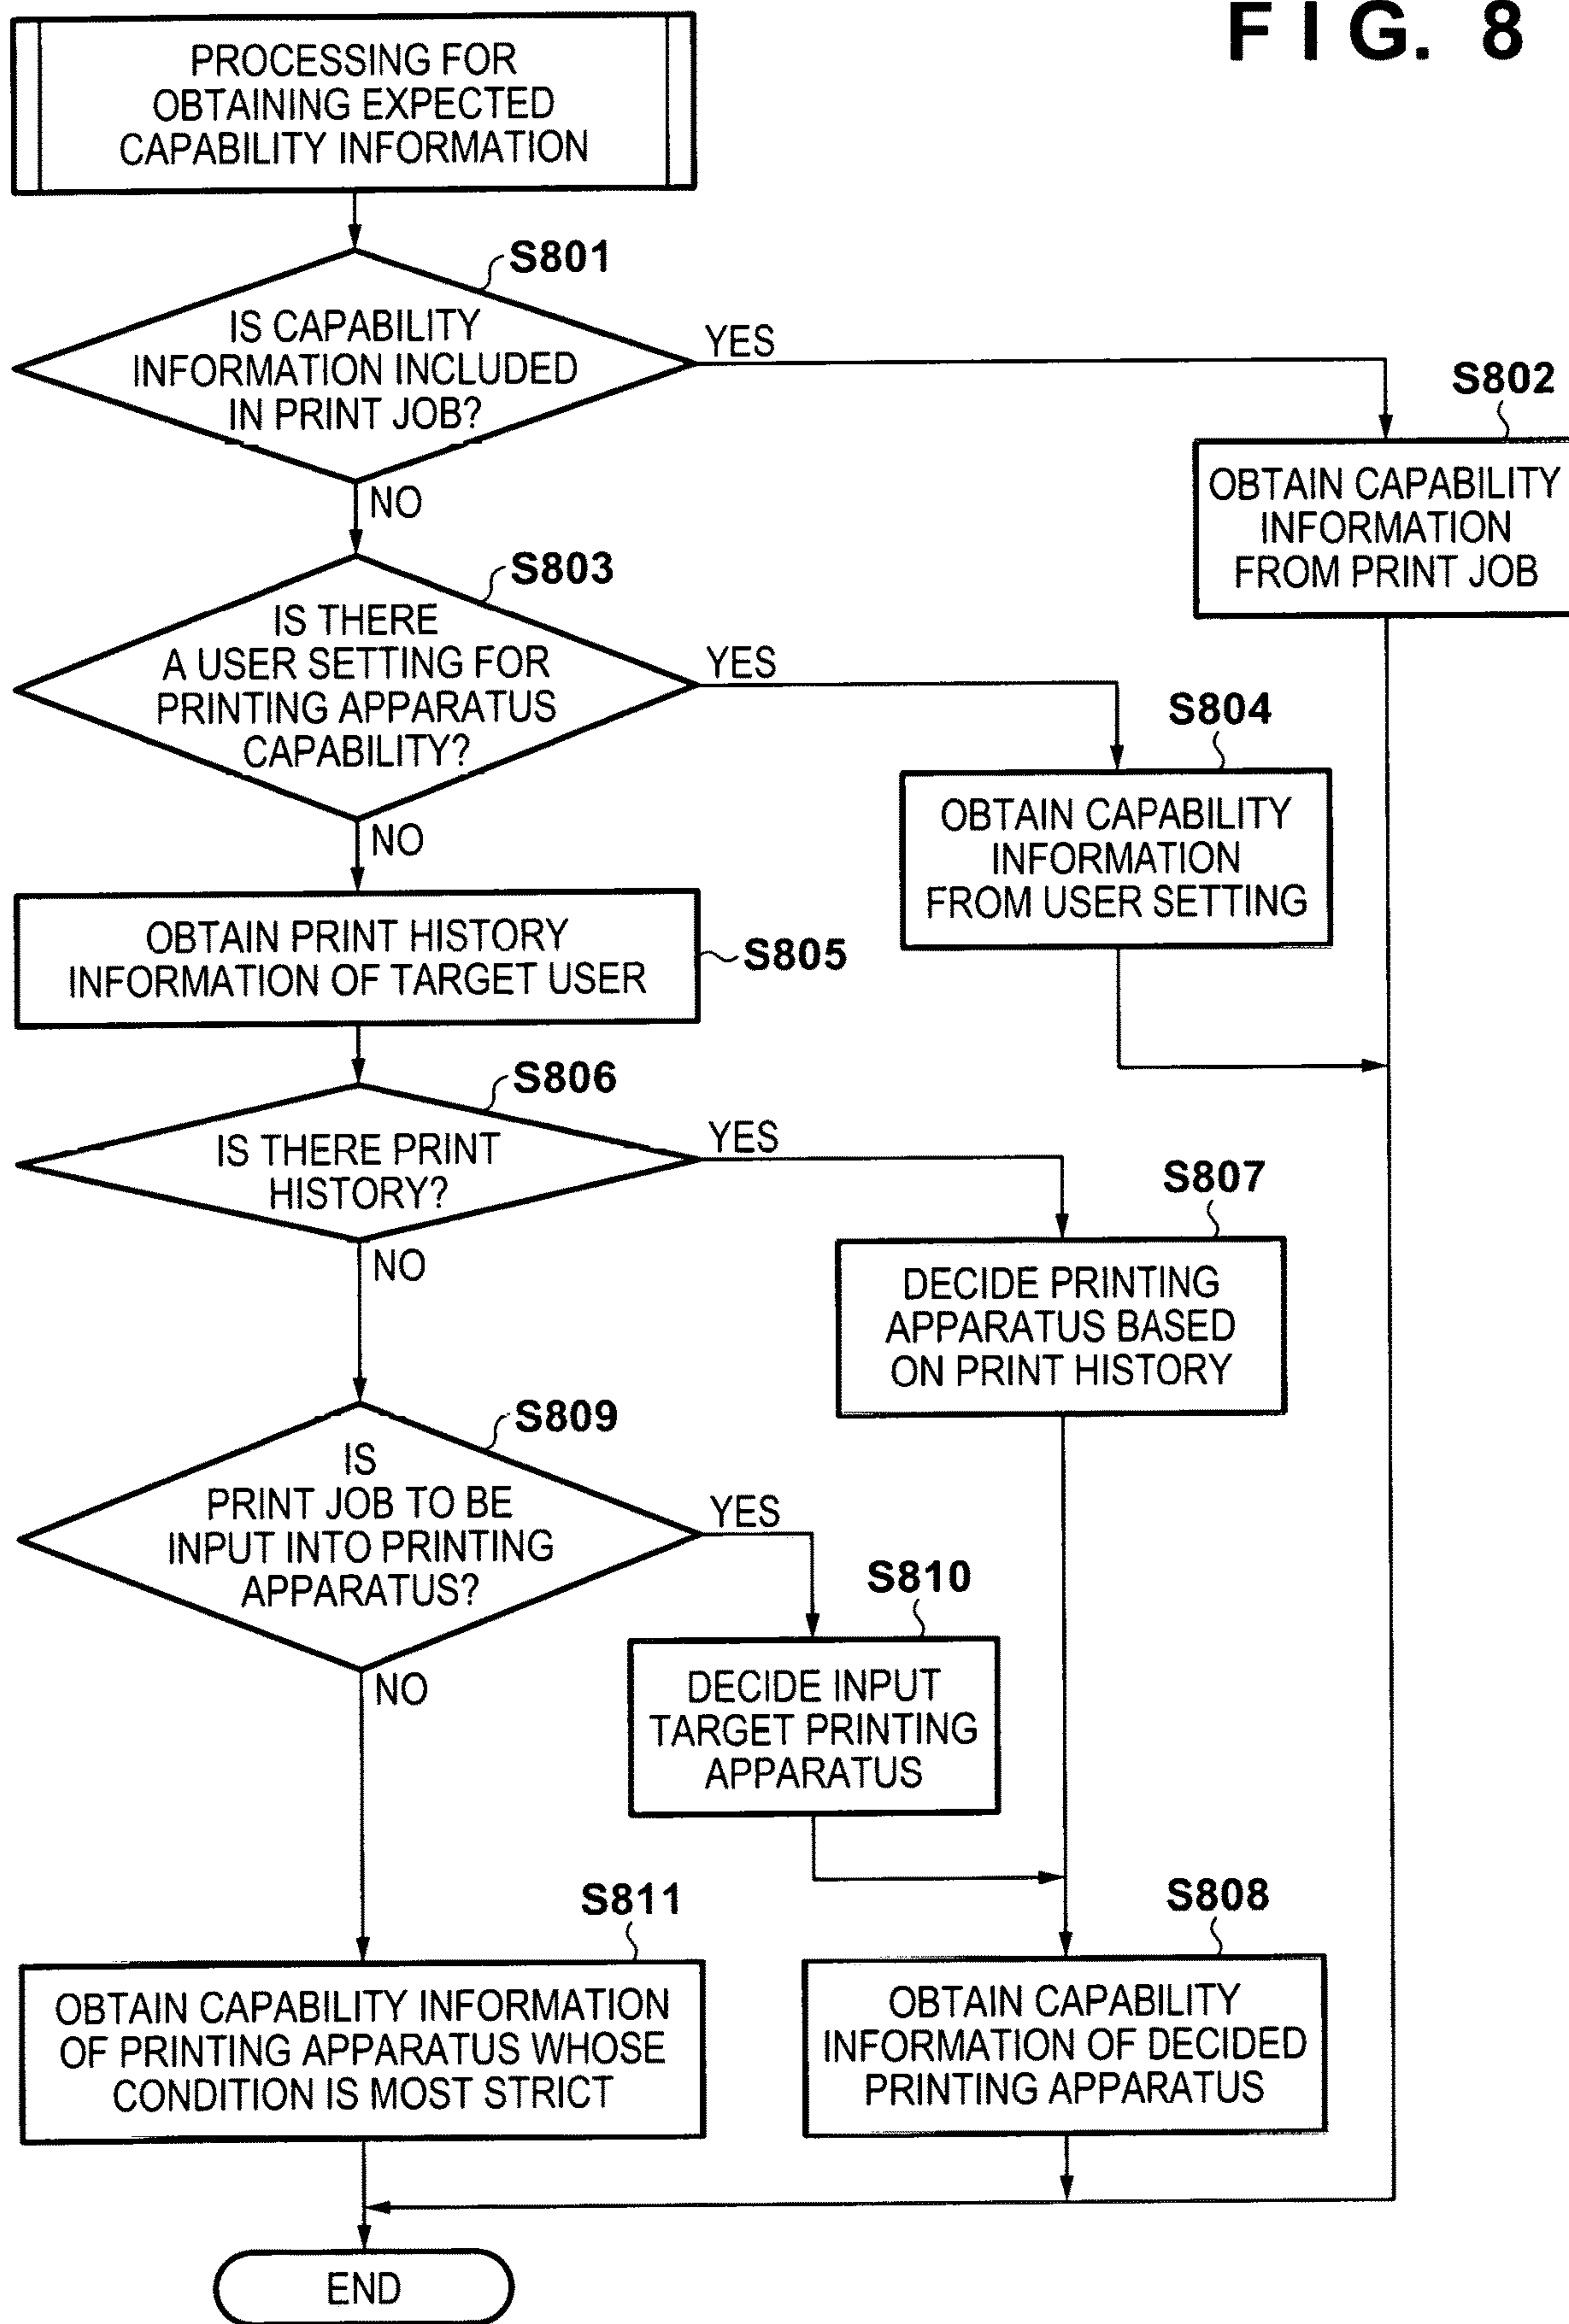 FIG. 8
PROCESSING FOR
OBTAINING EXPECTED
CAPABILITY INFORMATION
S801
IS CAPABILITY
INFORMATION INCLUDED
IN PRINT JOB?
YES
NO
S802
OBTAIN CAPABILITY
INFORMATION
FROM PRINT JOB
S803
IS THERE
A USER SETTING FOR
PRINTING APPARATUS
CAPABILITY?
YES
NO
S804
OBTAIN CAPABILITY
INFORMATION
FROM USER SETTING
OBTAIN PRINT HISTORY
INFORMATION OF TARGET USER
S805
S806
IS THERE PRINT
HISTORY?
YES
NO
S807
DECIDE PRINTING
APPARATUS BASED
ON PRINT HISTORY
S809
IS
PRINT JOB TO BE
INPUT INTO PRINTING
APPARATUS?
YES
NO
S810
DECIDE INPUT
TARGET PRINTING
APPARATUS
S811
OBTAIN CAPABILITY INFORMATION
OF PRINTING APPARATUS WHOSE
CONDITION IS MOST STRICT
S808
OBTAIN CAPABILITY
INFORMATION OF DECIDED
PRINTING APPARATUS
END